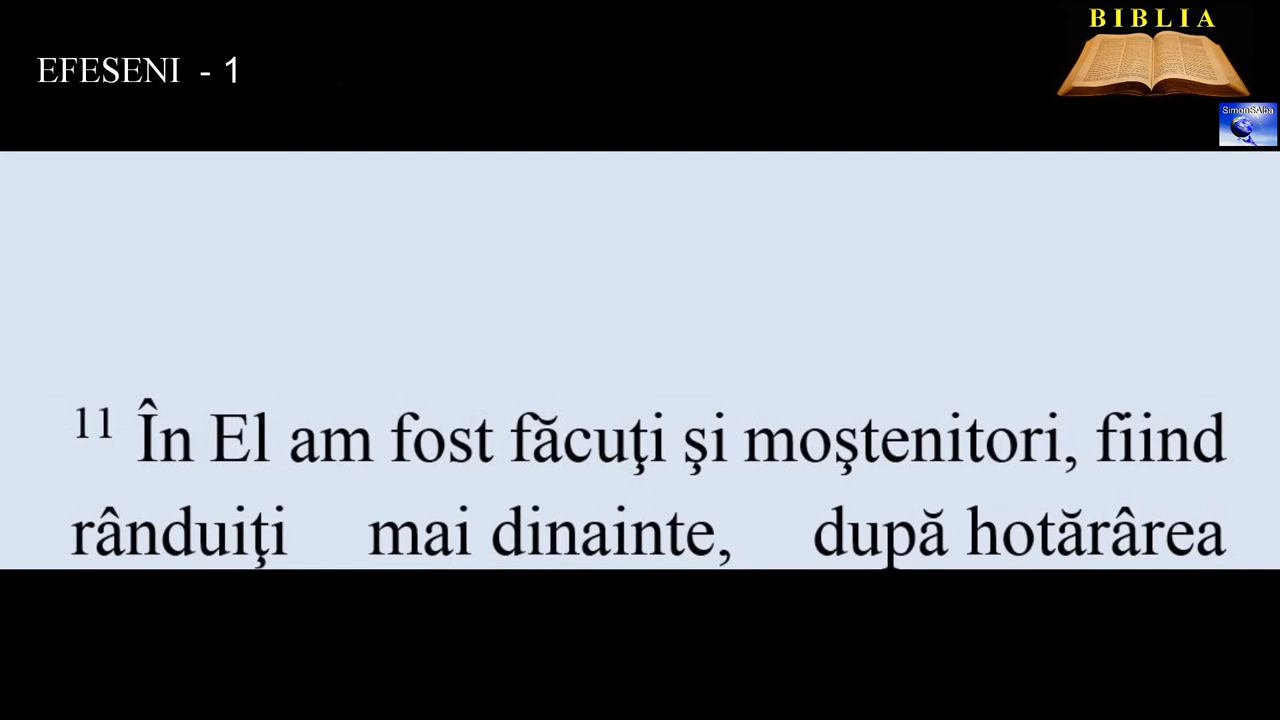 BIBLIA
EFESENI - 1
SimonSAlba
11 În El am fost făcuţi şi moştenitori, fiind
rânduiţi mai dinainte, după hotărârea